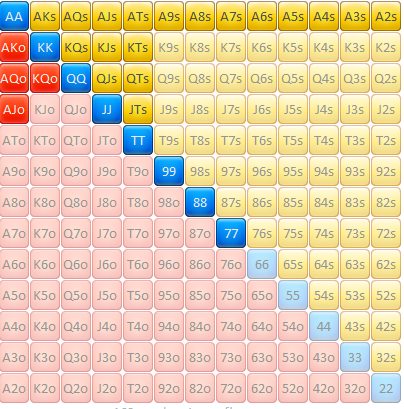 AA AKs AQs AJs ATs A9s A8s A7s A6s A5s A4s A3s A2s
AKo KK KQs KJs KTs K9s K8s K7s K6s K5s K4s K3s K2s
AQo KQo QQ QJs QTs Q9s Q8s Q7s Q6s Q5s Q4s Q3s Q2s
AJo KJo QJo JJ JTs J9s J8s J7s J6s J5s J4s J3s J2s
ATo KTo QTo JTo TT T9s T8s T7s T6s T5s T4s T3s T2s
A9o K9o Q9o J9o T9o 99 98s 97s 96s 95s 94s 93s 92s
A8o K8o Q8o J8o T8o 98o 88 87s 86s 85s 84s 83s 82s
A7o K7o Q7o J7o T7o 97o 87o 77 76s 75s 74s 73s 72s
A6o K6o Q6o J6o T6o 96o 86o 76o 66 65s 64s 63s 62s
A5o K5o Q5o J5o T5o 95o 85o 75o 65o 55 54s 53s 52s
A4o K4o Q4o J4o T4o 94o 84o 74o 64o 54o 44 43s 42s
A3o K3o Q3o J3o T3o 93o 83o 73o 63o 53o 43o 33 32s
A2o K2o Q2o J2o T2o 92o 82o 72o 62o 52o 42o 32o 22